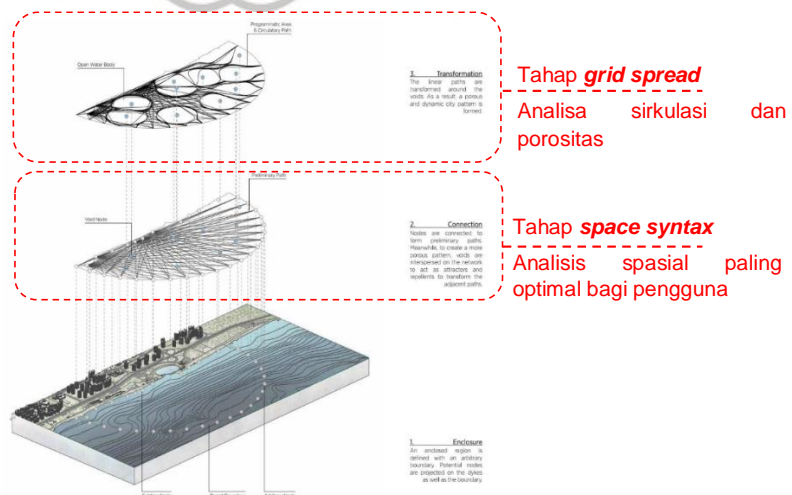 Programmatic Area
& Circulatory Path
Open Water Basin
3. Transformation
The linear paths are
transformed around the
voids. As a result, a porous
and dynamic city pattern is
formed.
Tahap grid spread
Analisa sirkulasi dan
porositas
Preliminary Path
Void Node
2. Connection
Nodes are connected to
form preliminary paths.
Meanwhile, to create a more
porous pattern, voids are
interspersed on the network
to act as attractors and
repellents to transform the
adjacent paths.
Tahap space syntax
Analisis spasial paling
optimal bagi pengguna
1. Enclosure
An enclosed region is
defined with an arbitrary
boundary. Potential nodes
are projected on the dykes
as well as the boundary.